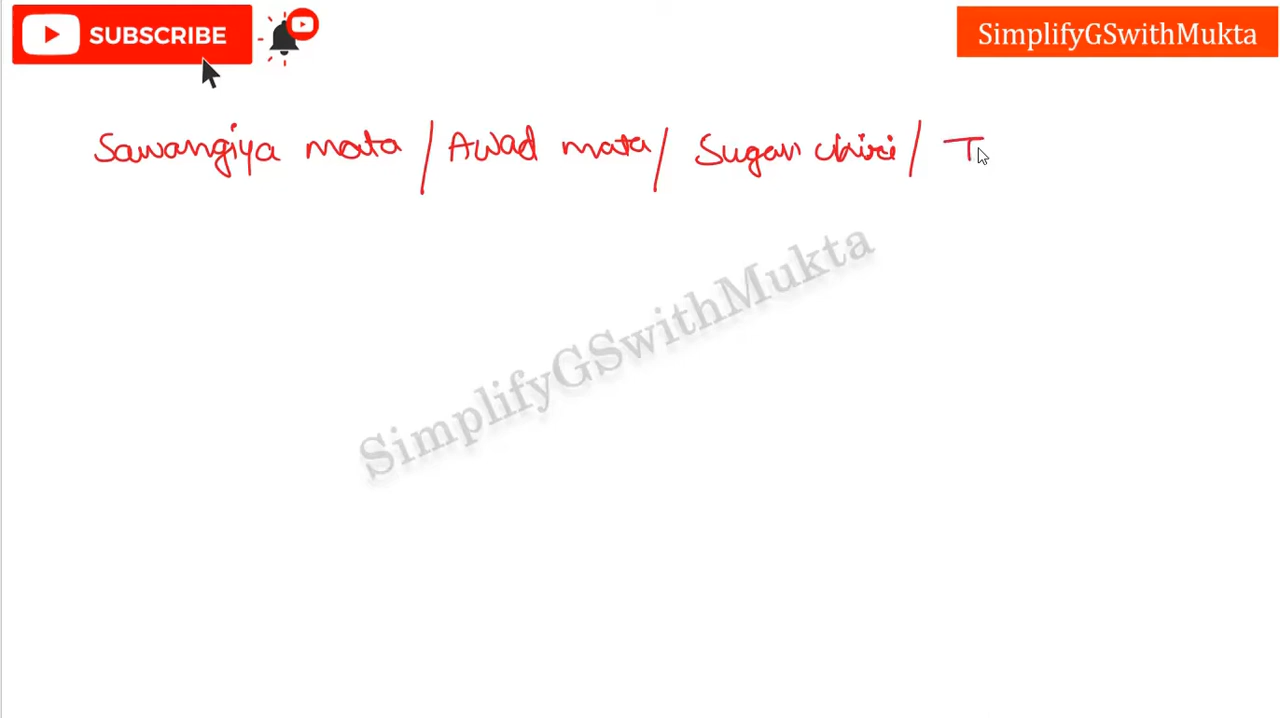 SUBSCRIBE
SimplifyGSwithMukta
Sawangiya mata / Awad mata / Sugan chiri / T
SimplifyGSwithMukta